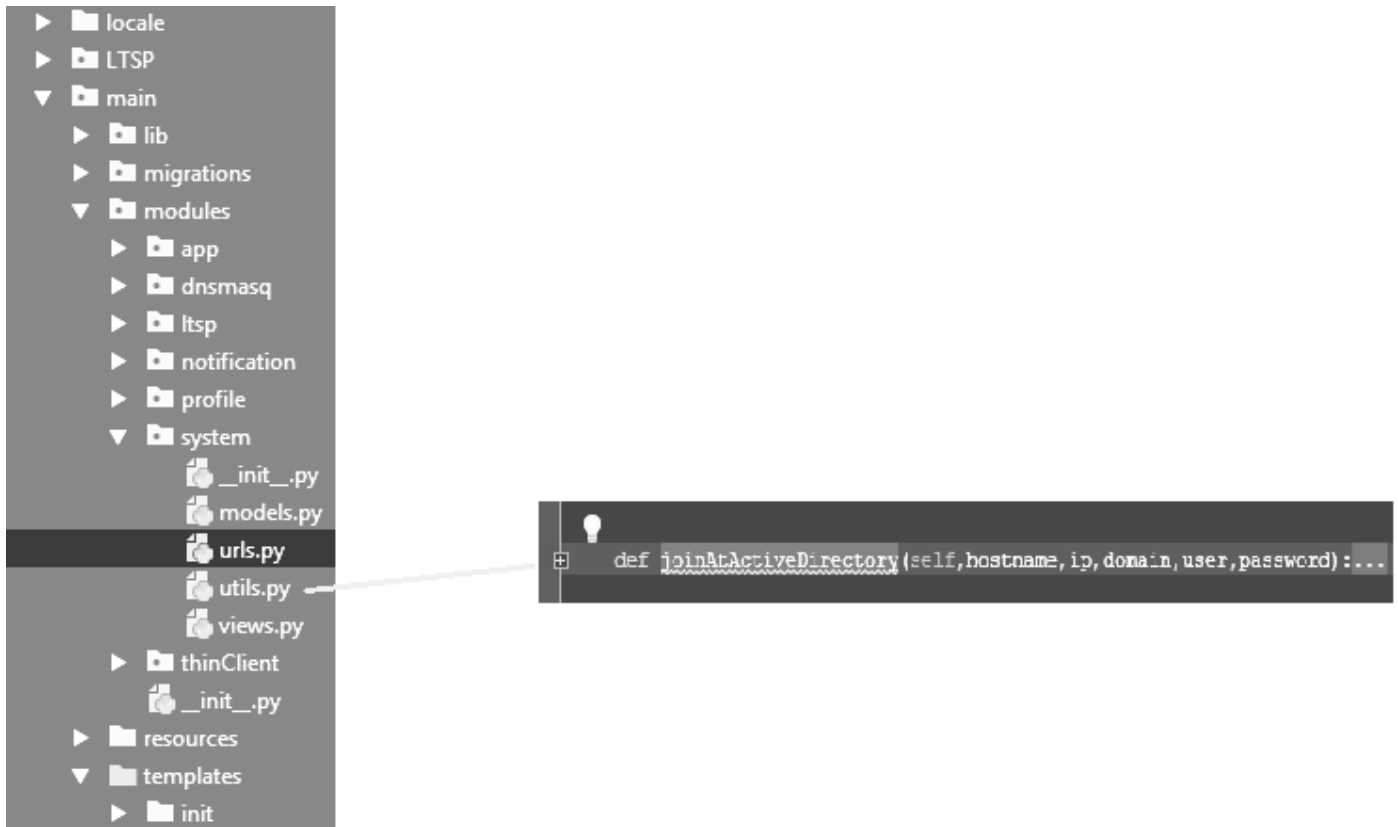 locale
LTSP
main
lib
migrations
modules
app
dnsmasq
ltsp
notification
profile
system
__init__.py
models.py
urls.py
utils.py
views.py
thinClient
__init__.py
resources
templates
init
def joinAtActiveDirectory(self,hostname,ip,domain,user,password):...